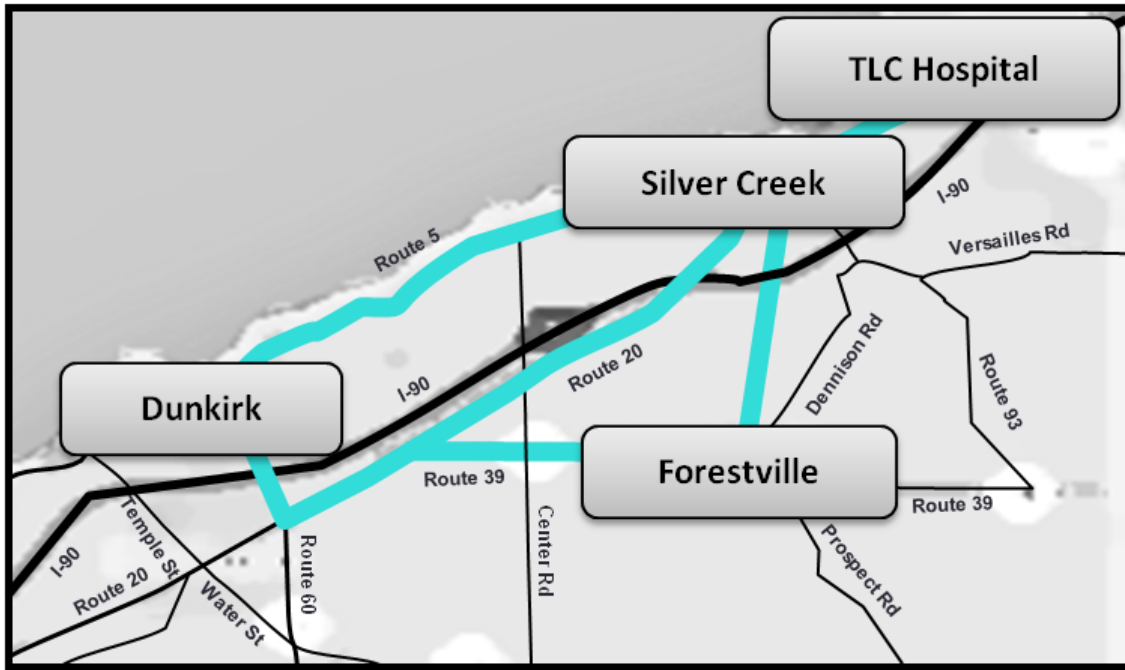 TLC Hospital
Silver Creek
I-90
Versailles Rd
Route 5
Route 20
Dennison Rd
Route 93
I-90
Dunkirk
Forestville
Route 39
Route 39
Center Rd
Temple St
Route 60
Prospect Rd
I-90
Route 20
Water St